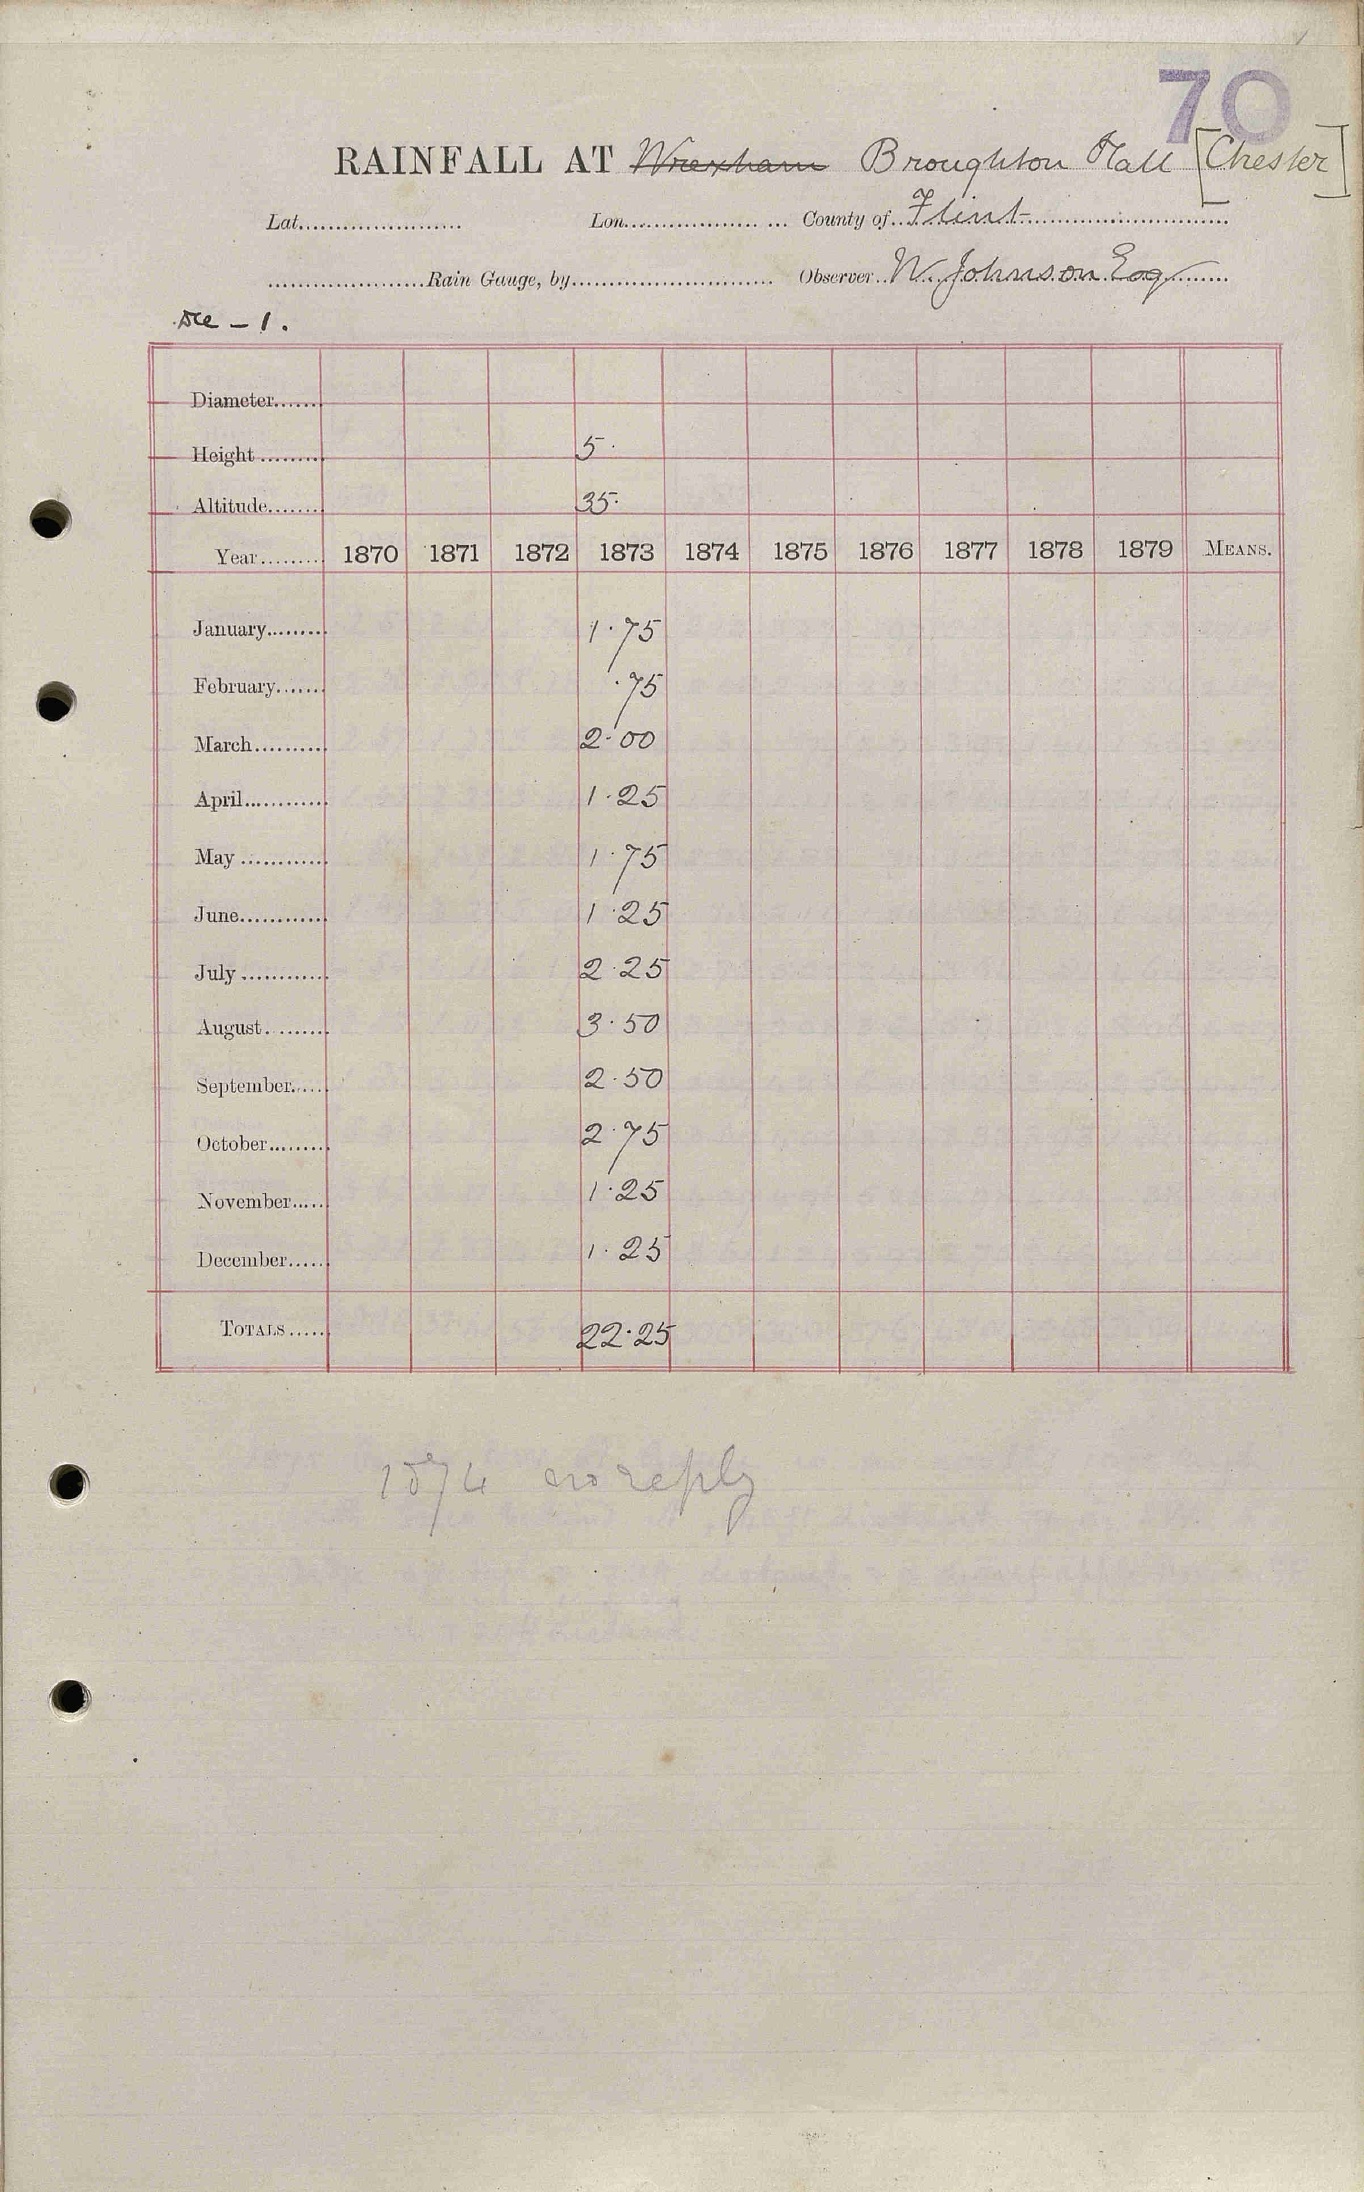 70
RAINFALL AT Wrexham Broughton Hall [Chester]
Lat. Lon. County of Flint
Rain Gauge, by Observer W. Johnson Esq
Dee - 1.
Diameter
Height 5.
Altitude 35.
Year 1870 1871 1872 1873 1874 1875 1876 1877 1878 1879 MEANS.
January 1.75
February .75
March 2.00
April 1.25
May 1.75
June 1.25
July 2.25
August 3.50
September 2.50
October 2.75
November 1.25
December 1.25
TOTALS 22.25
1874 no reply